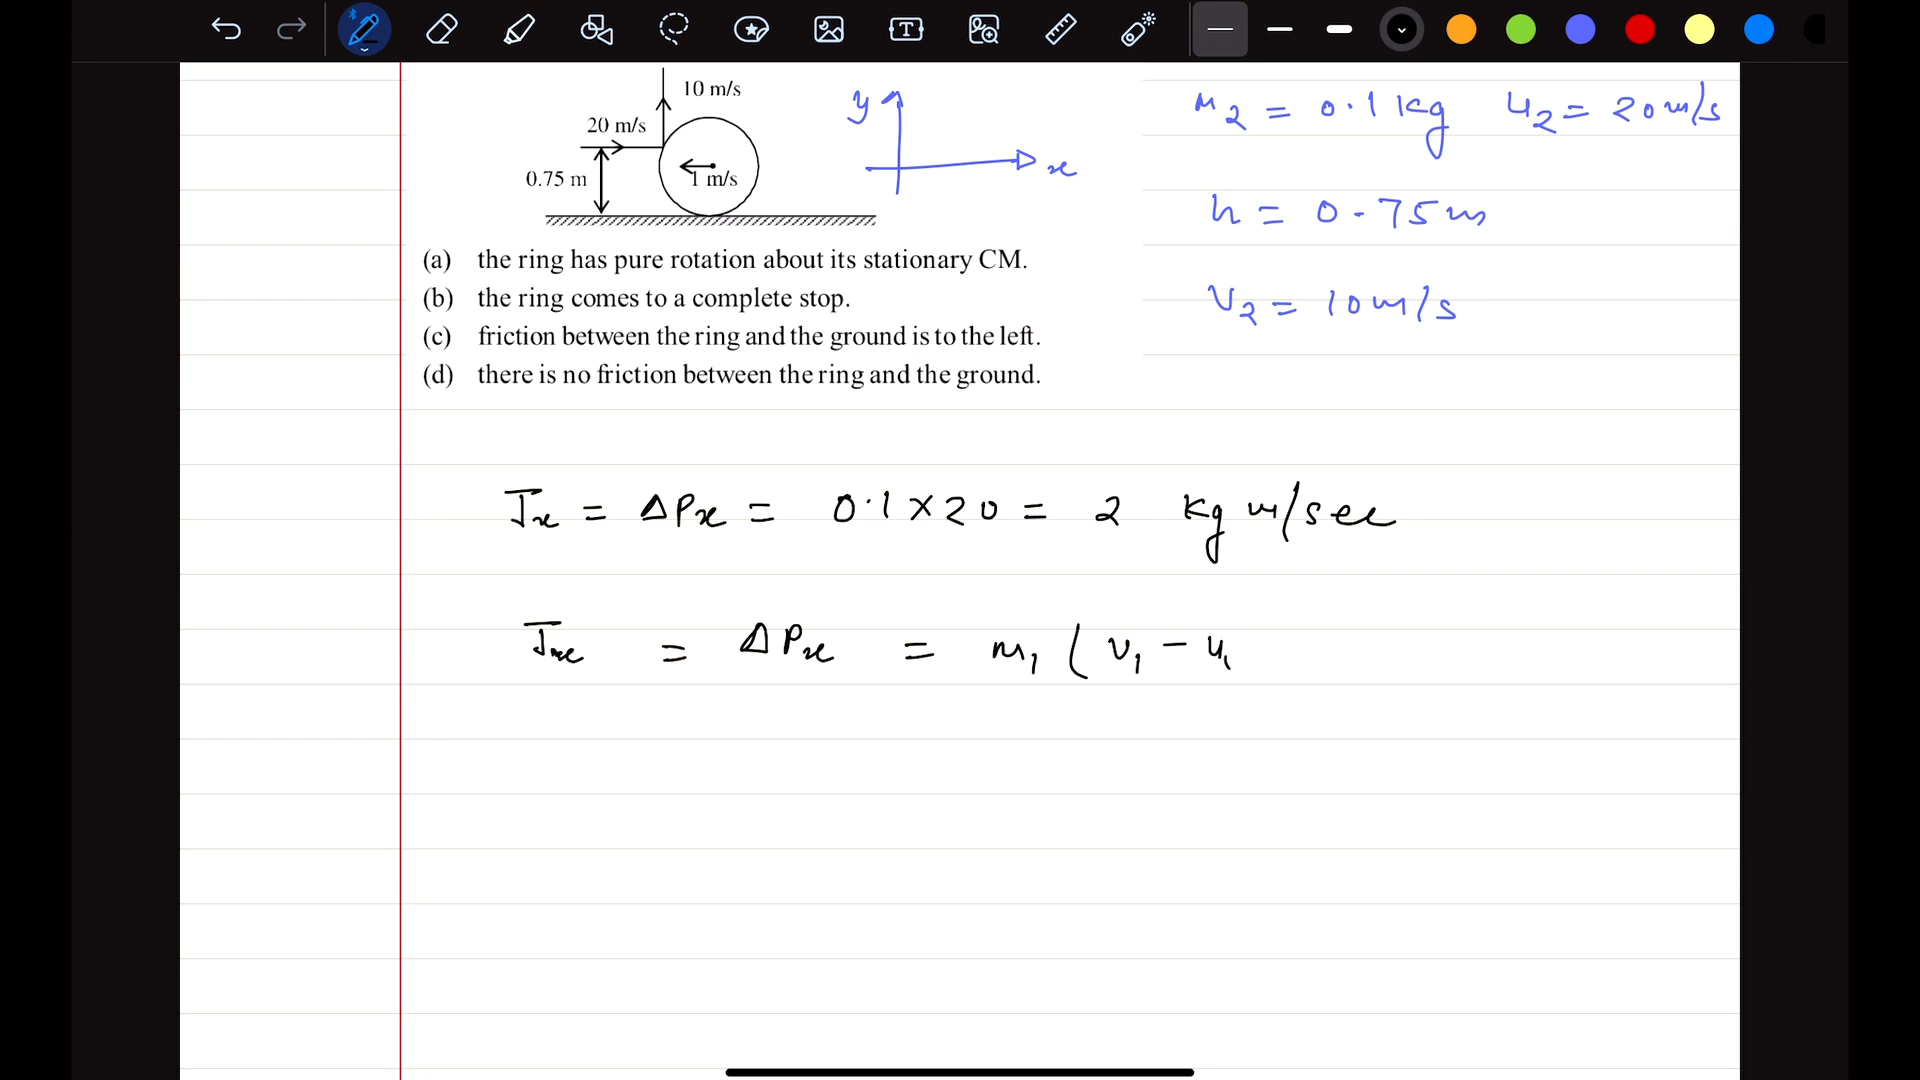 10 m/s
20 m/s
0.75 m
1 m/s
y
x
m2 = 0.1 kg u2 = 20 m/s
h = 0.75 m
v2 = 10 m/s
(a) the ring has pure rotation about its stationary CM.
(b) the ring comes to a complete stop.
(c) friction between the ring and the ground is to the left.
(d) there is no friction between the ring and the ground.
Jx = ΔPx = 0.1 × 20 = 2 kg m/sec
Jx = ΔPx = m1 ( v1 − u1